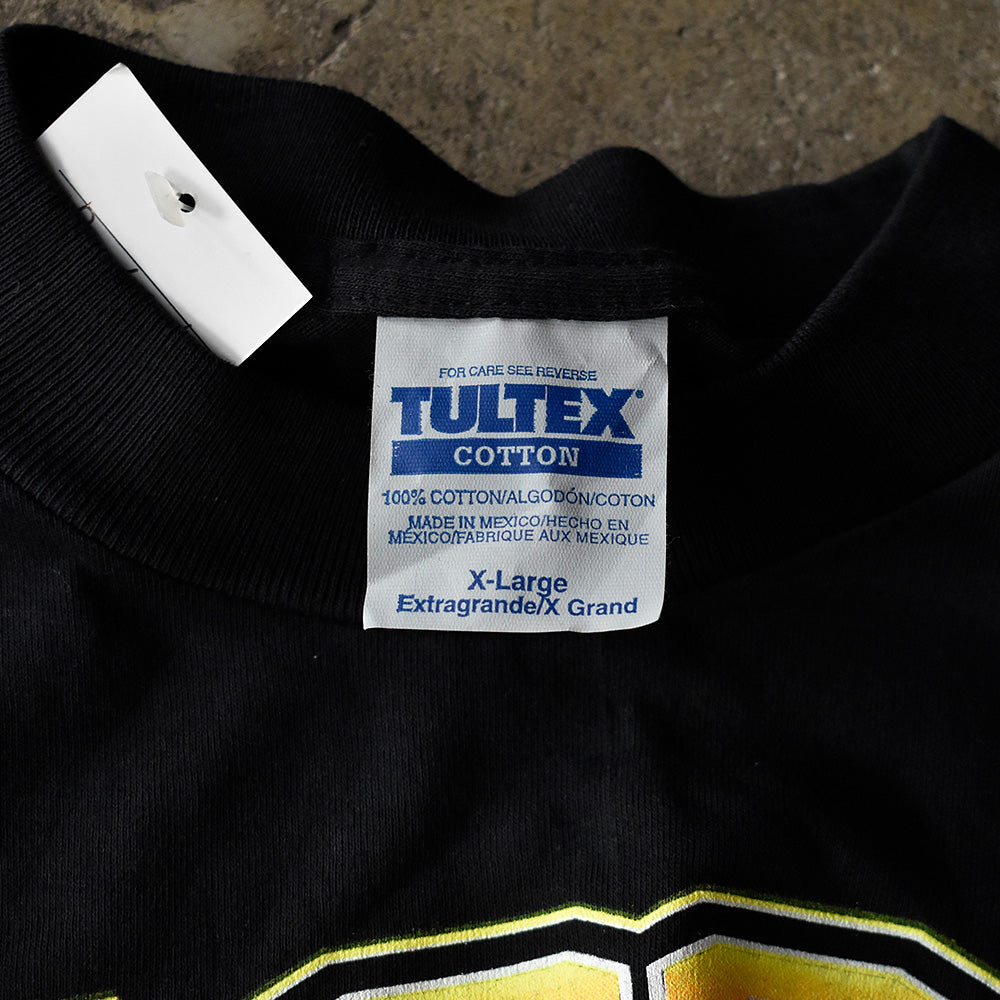 FOR CARE SEE REVERSE
TULTEX®
COTTON
100% COTTON/ALGODÓN/COTON
MADE IN MEXICO/HECHO EN
MÉXICO/FABRIQUE AUX MEXIQUE
X-Large
Extragrande/X Grand